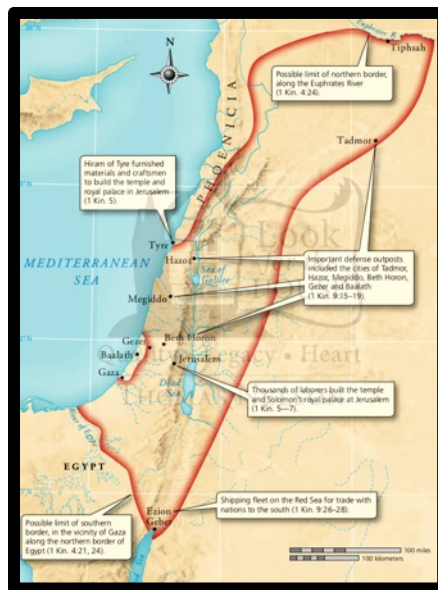 N
Euphrates R.
Tiphsah
Possible limit of northern border,
along the Euphrates River
(1 Kin. 4:24).
PHOENICIA
Tadmor
Hiram of Tyre furnished
materials and craftsmen
to build the temple and
royal palace in Jerusalem
(1 Kin. 5).
Look
Tyre
Hazor
Sea of
Galilee
MEDITERRANEAN
SEA
Important defense outposts
included the cities of Tadmor,
Hazor, Megiddo, Beth Horon,
Gezer and Baalath
(1 Kin. 9:15–19).
Megiddo
Gezer
Beth Horon
Baalath
Jerusalem
Legacy • Heart
Gaza
Dead
Sea
THOMAS
Thousands of laborers built the temple
and Solomon's royal palace at Jerusalem
(1 Kin. 5—7).
of Egypt
EGYPT
Ezion
Geber
Shipping fleet on the Red Sea for trade with
nations to the south (1 Kin. 9:26–28).
Possible limit of southern
border, in the vicinity of Gaza
along the northern border of
Egypt (1 Kin. 4:21, 24).
Sea
100 miles
100 kilometers